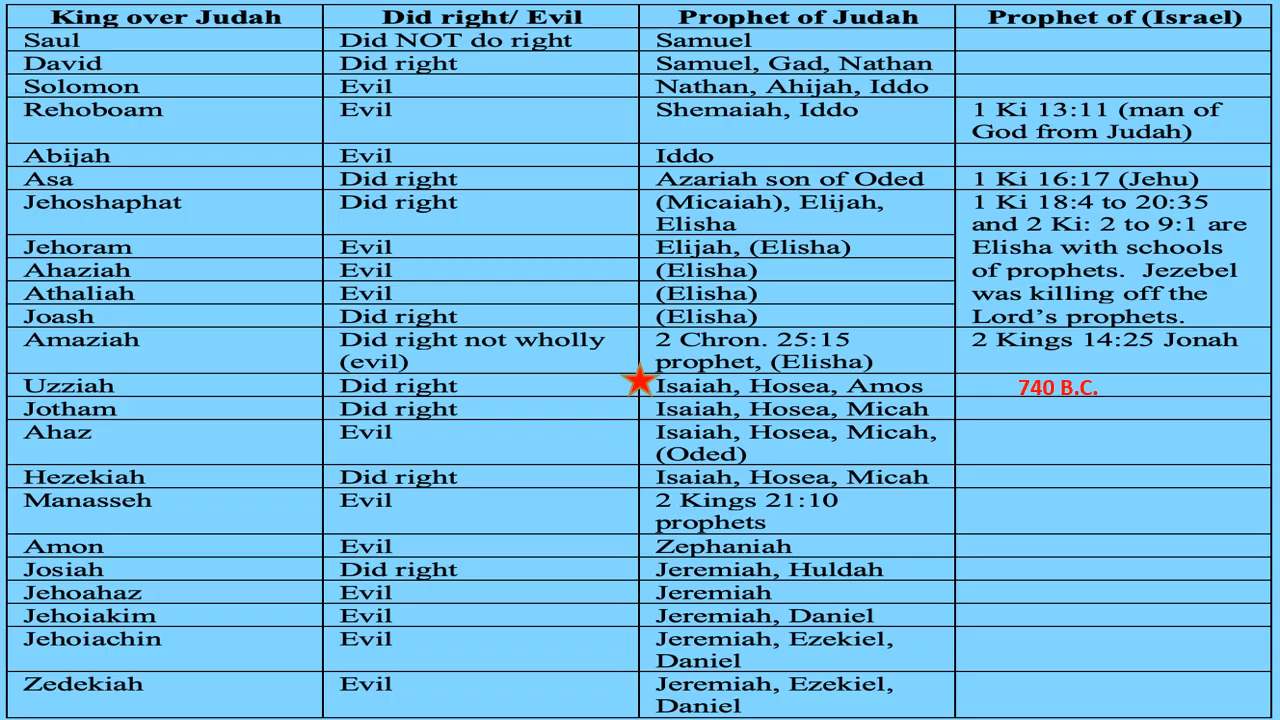 King over Judah Did right/ Evil Prophet of Judah Prophet of (Israel)
Saul Did NOT do right Samuel
David Did right Samuel, Gad, Nathan
Solomon Evil Nathan, Ahijah, Iddo
Rehoboam Evil Shemaiah, Iddo 1 Ki 13:11 (man of
God from Judah)
Abijah Evil Iddo
Asa Did right Azariah son of Oded 1 Ki 16:17 (Jehu)
Jehoshaphat Did right (Micaiah), Elijah, 1 Ki 18:4 to 20:35
Elisha and 2 Ki: 2 to 9:1 are
Jehoram Evil Elijah, (Elisha) Elisha with schools
Ahaziah Evil (Elisha) of prophets. Jezebel
Athaliah Evil (Elisha) was killing off the
Joash Did right (Elisha) Lord’s prophets.
Amaziah Did right not wholly 2 Chron. 25:15 2 Kings 14:25 Jonah
(evil) prophet, (Elisha)
Uzziah Did right Isaiah, Hosea, Amos 740 B.C.
Jotham Did right Isaiah, Hosea, Micah
Ahaz Evil Isaiah, Hosea, Micah,
(Oded)
Hezekiah Did right Isaiah, Hosea, Micah
Manasseh Evil 2 Kings 21:10
prophets
Amon Evil Zephaniah
Josiah Did right Jeremiah, Huldah
Jehoahaz Evil Jeremiah
Jehoiakim Evil Jeremiah, Daniel
Jehoiachin Evil Jeremiah, Ezekiel,
Daniel
Zedekiah Evil Jeremiah, Ezekiel,
Daniel